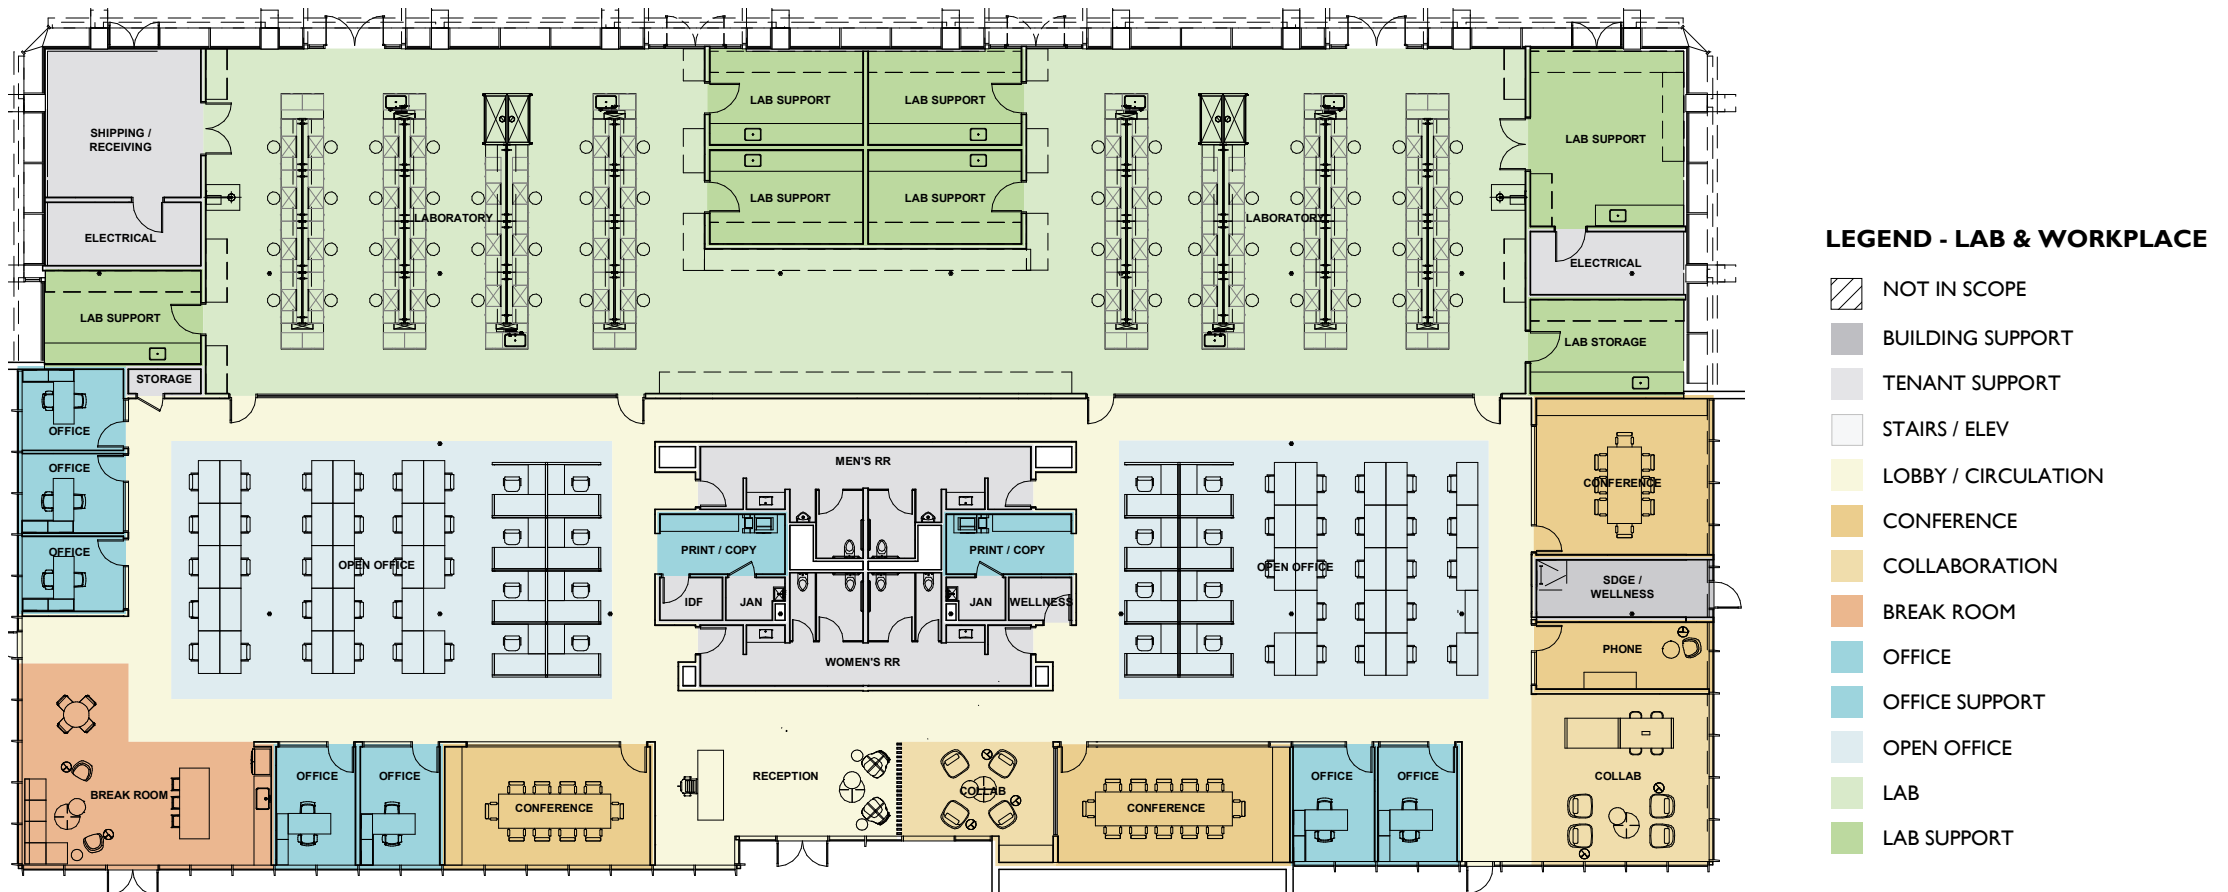 SHIPPING /
RECEIVING
ELECTRICAL
LAB SUPPORT
STORAGE
LABORATORY
LAB SUPPORT
LAB SUPPORT
LAB SUPPORT
LAB SUPPORT
LABORATORY
LAB SUPPORT
ELECTRICAL
LAB STORAGE
OFFICE
OFFICE
OFFICE
OPEN OFFICE
MEN'S RR
PRINT / COPY
PRINT / COPY
IDF
JAN
JAN
WELLNESS
WOMEN'S RR
OPEN OFFICE
CONFERENCE
SDGE /
WELLNESS
PHONE
BREAK ROOM
OFFICE
OFFICE
CONFERENCE
RECEPTION
COLLAB
CONFERENCE
OFFICE
OFFICE
COLLAB
LEGEND - LAB & WORKPLACE
NOT IN SCOPE
BUILDING SUPPORT
TENANT SUPPORT
STAIRS / ELEV
LOBBY / CIRCULATION
CONFERENCE
COLLABORATION
BREAK ROOM
OFFICE
OFFICE SUPPORT
OPEN OFFICE
LAB
LAB SUPPORT